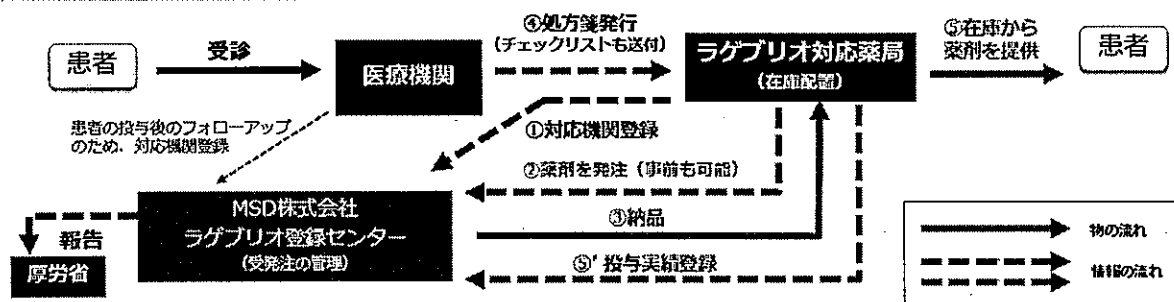 ④処方箋発行
(チェックリストも送付)
⑤在庫から
薬剤を提供
患者
受診
医療機関
ラゲブリオ対応薬局
(在庫配置)
患者
患者の投与後のフォローアップ
のため、対応機関登録
①対応機関登録
②薬剤を発注（事前も可能）
MSD株式会社
ラゲブリオ登録センター
(受発注の管理)
③納品
報告
厚労省
⑤' 投与実績登録
物の流れ
情報の流れ